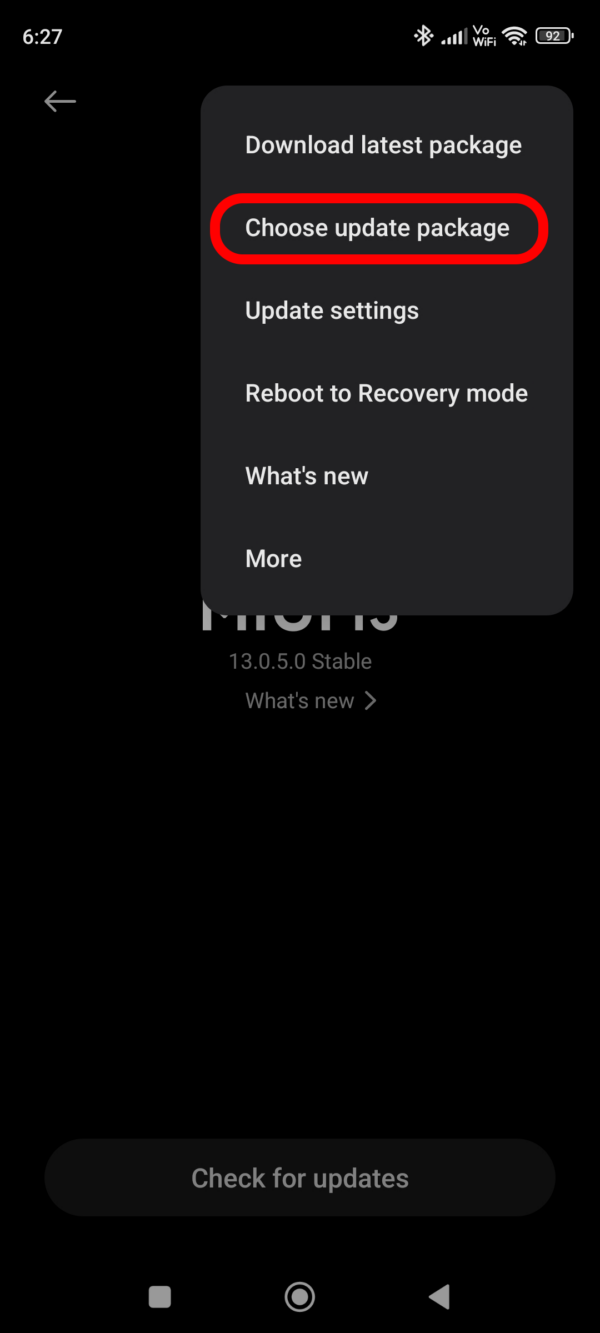 6:27
Vo
WiFi
92
Download latest package
Choose update package
Update settings
Reboot to Recovery mode
What's new
More
13.0.5.0 Stable
What's new
Check for updates